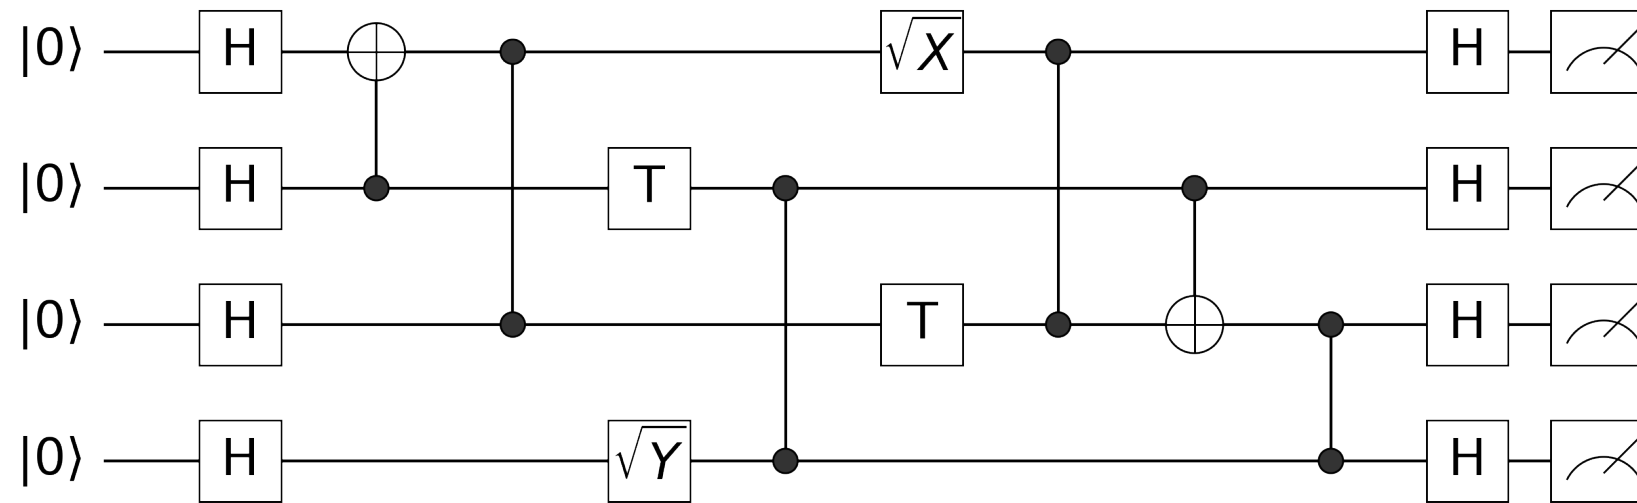 |0⟩ H √X H
|0⟩ H T H
|0⟩ H T H
|0⟩ H √Y H